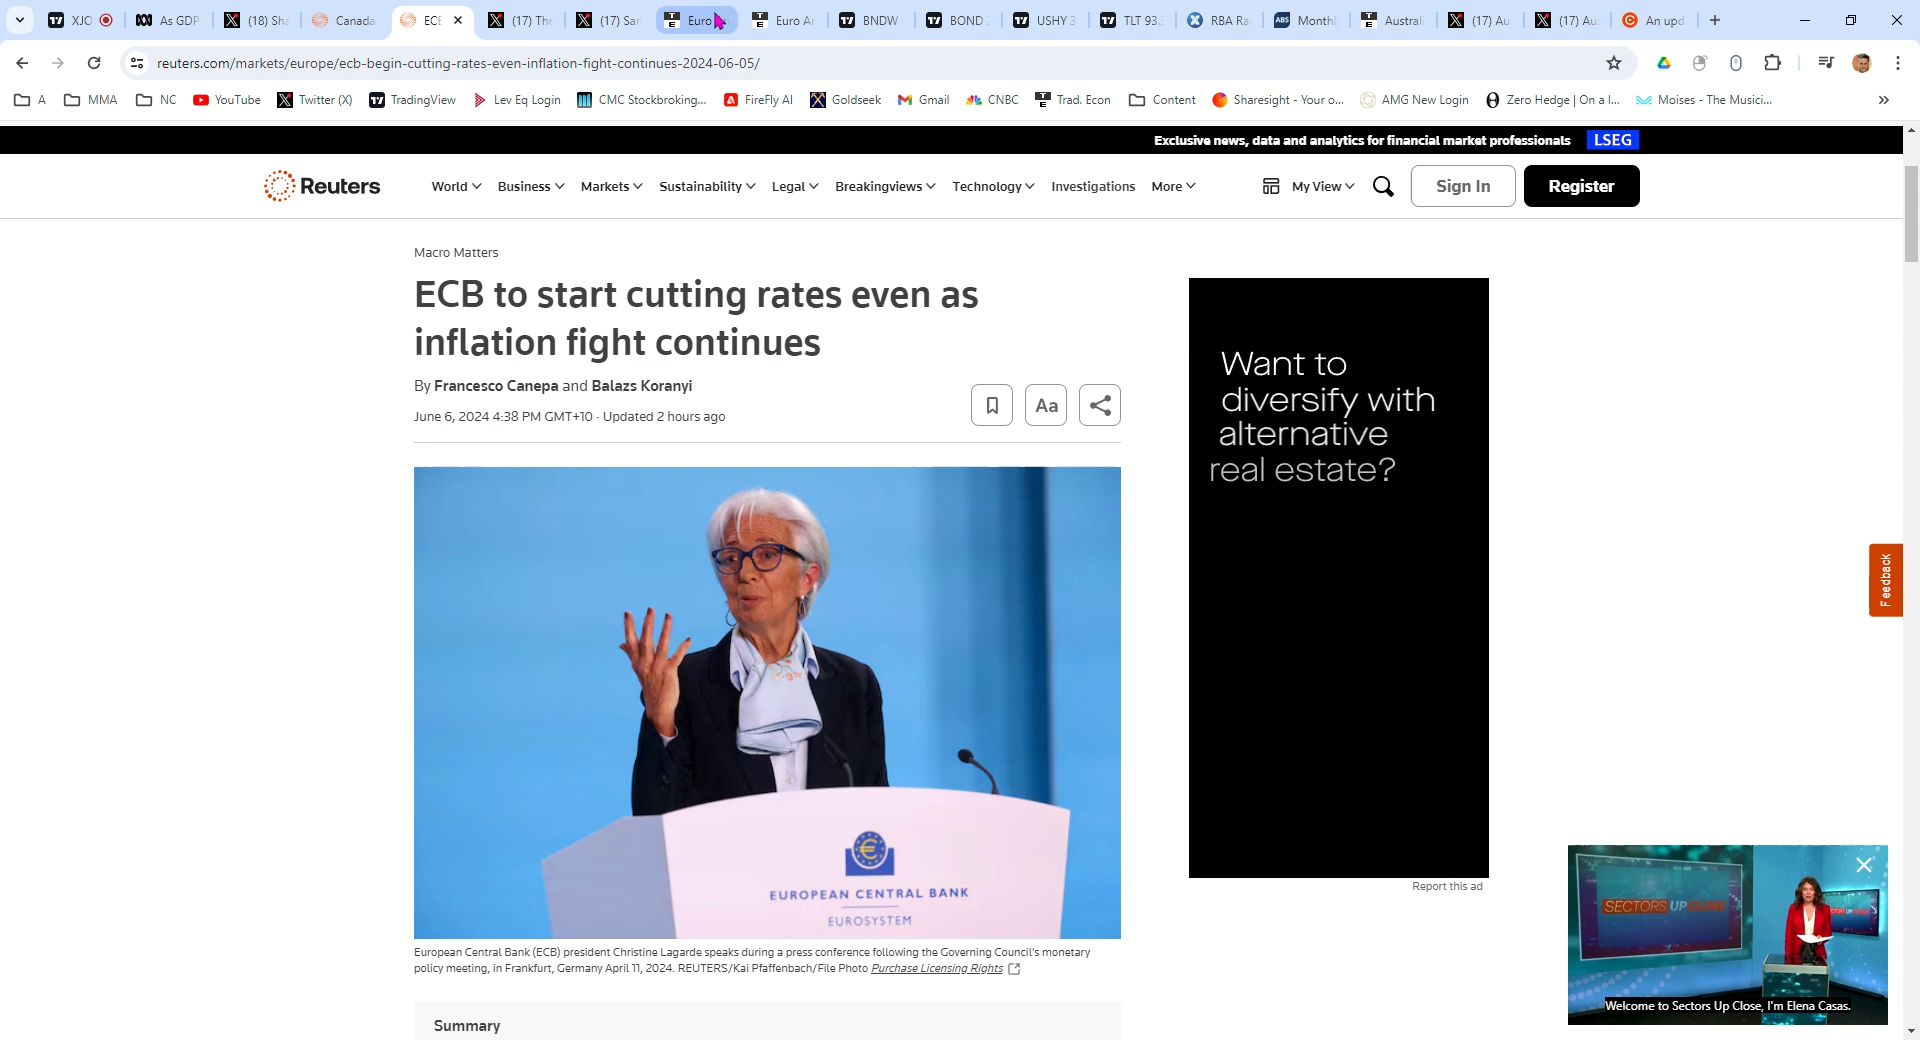 XJO
As GDP
(18) Sha
Canada
ECE
(17) The
(17) Sar
Euro
Euro Ar
BNDW
BOND 2
USHY 3
TLT 93.
RBA Ra
Monthl
Australi
(17) Au
(17) Au
An upd
reuters.com/markets/europe/ecb-begin-cutting-rates-even-inflation-fight-continues-2024-06-05/
A
MMA
NC
YouTube
Twitter (X)
TradingView
Lev Eq Login
CMC Stockbroking...
FireFly AI
Goldseek
Gmail
CNBC
Trad. Econ
Content
Sharesight - Your o...
AMG New Login
Zero Hedge | On a l...
Moises - The Musici...
Exclusive news, data and analytics for financial market professionals LSEG
Reuters
World
Business
Markets
Sustainability
Legal
Breakingviews
Technology
Investigations
More
My View
Sign In
Register
Macro Matters
ECB to start cutting rates even as
inflation fight continues
By Francesco Canepa and Balazs Koranyi
June 6, 2024 4:38 PM GMT+10 · Updated 2 hours ago
Aa
Want to
diversify with
alternative
real estate?
Report this ad
Feedback
EUROPEAN CENTRAL BANK
EUROSYSTEM
European Central Bank (ECB) president Christine Lagarde speaks during a press conference following the Governing Council's monetary
policy meeting, in Frankfurt, Germany April 11, 2024. REUTERS/Kai Pfaffenbach/File Photo Purchase Licensing Rights
SECTORS UP CLOSE
Welcome to Sectors Up Close, I'm Elena Casas.
Summary